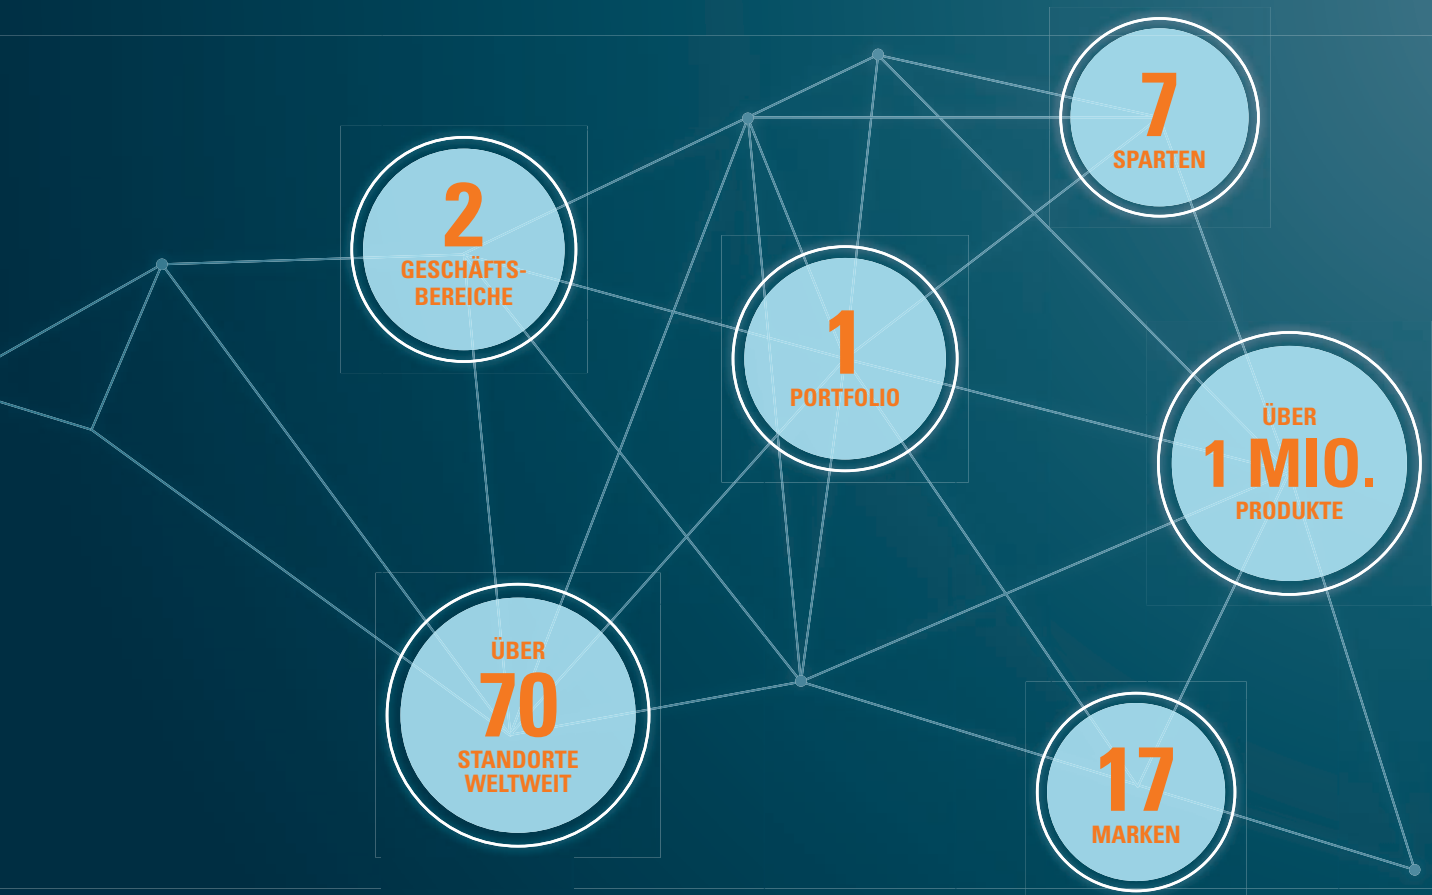 7
SPARTEN
2
GESCHÄFTS-
BEREICHE
1
PORTFOLIO
ÜBER
1 MIO.
PRODUKTE
ÜBER
70
STANDORTE
WELTWEIT
17
MARKEN